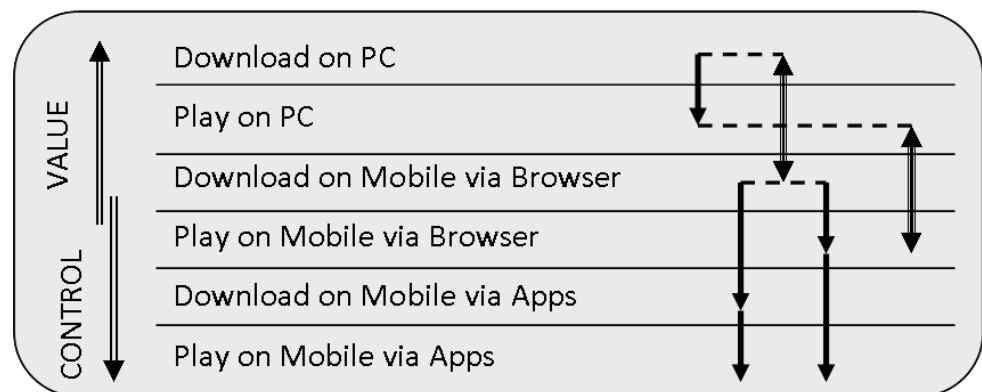 VALUE
CONTROL
Download on PC
Play on PC
Download on Mobile via Browser
Play on Mobile via Browser
Download on Mobile via Apps
Play on Mobile via Apps